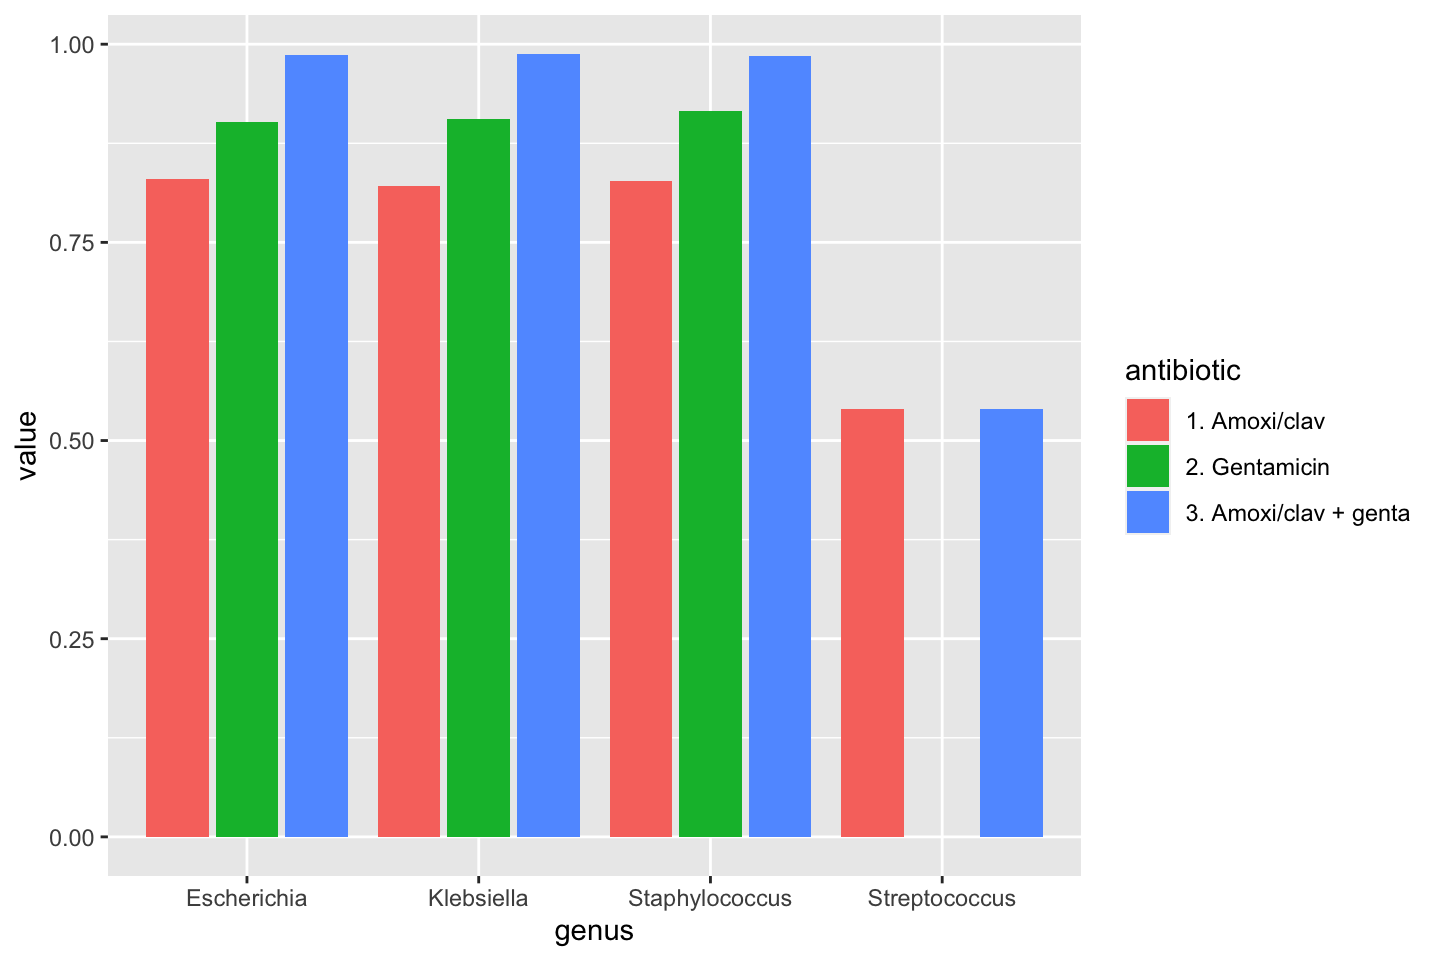 1.00
0.75
0.50
0.25
0.00
value
Escherichia
Klebsiella
Staphylococcus
Streptococcus
genus
antibiotic
1. Amoxi/clav
2. Gentamicin
3. Amoxi/clav + genta